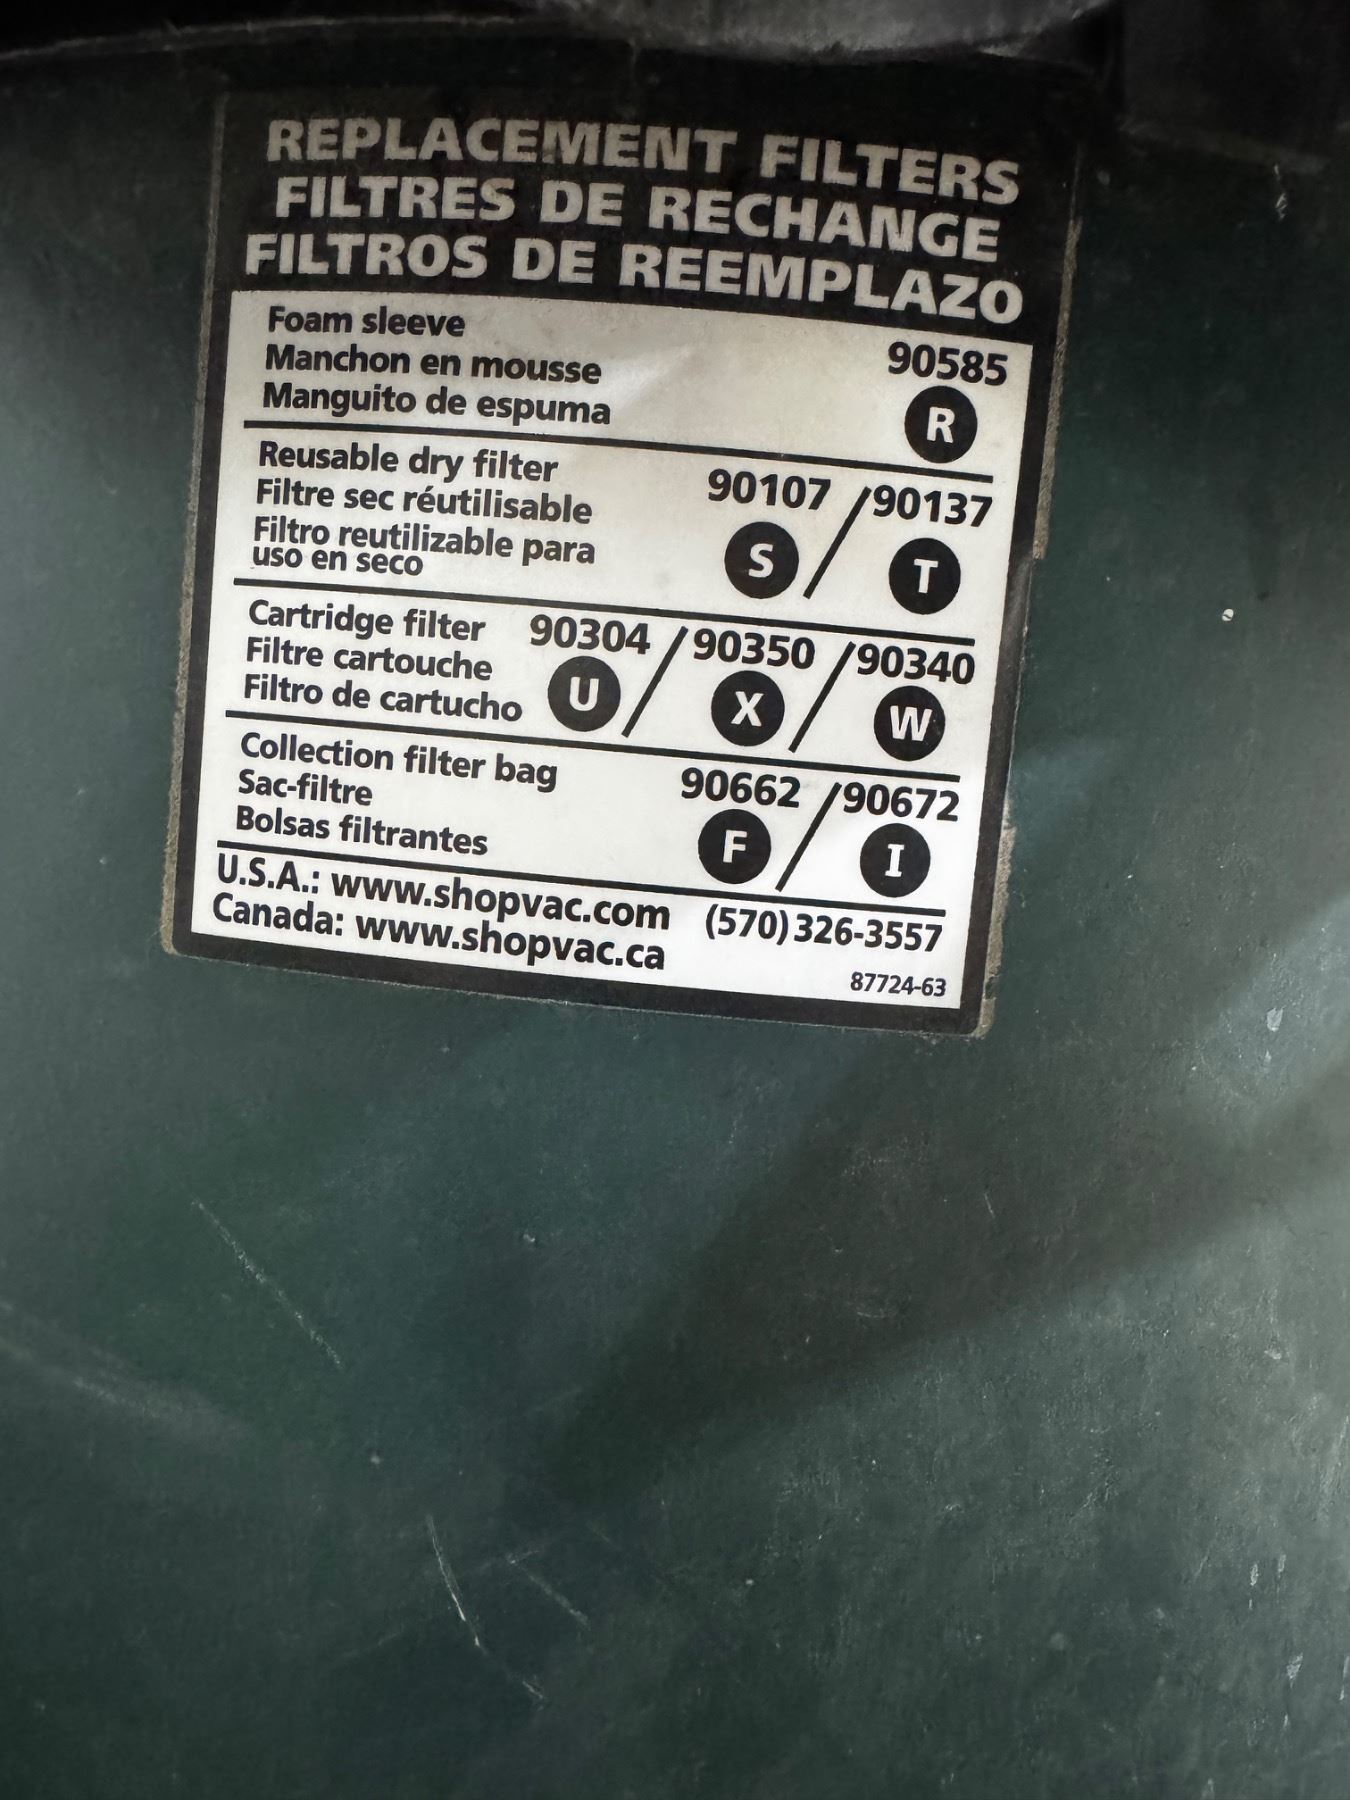 REPLACEMENT FILTERS
FILTRES DE RECHANGE
FILTROS DE REEMPLAZO
Foam sleeve
Manchon en mousse
Manguito de espuma
90585
R
Reusable dry filter
Filtre sec réutilisable
Filtro reutilizable para
uso en seco
90107 / 90137
S / T
Cartridge filter
Filtre cartouche
Filtro de cartucho
90304 / 90350 / 90340
U / X / W
Collection filter bag
Sac-filtre
Bolsas filtrantes
90662 / 90672
F / I
U.S.A.: www.shopvac.com (570) 326-3557
Canada: www.shopvac.ca
87724-63